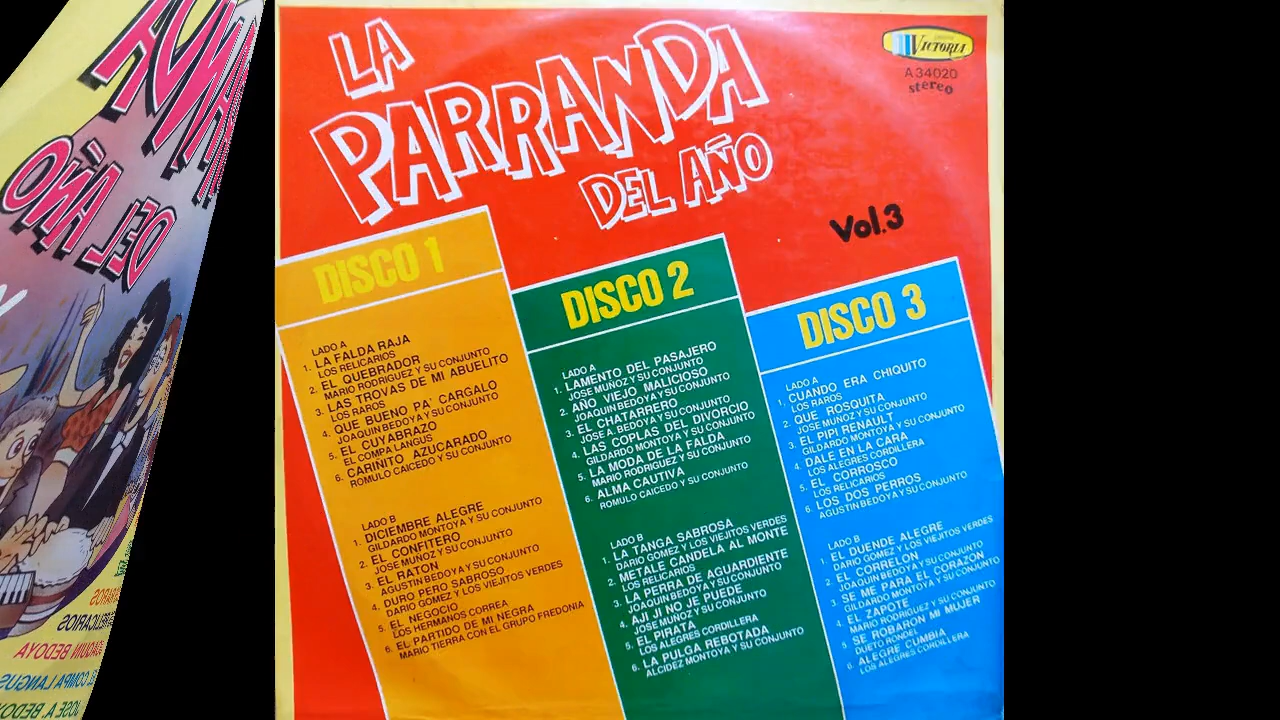 LA
PARRANDA
DEL AÑO
Vol.3
VICTORIA
A 34020
stereo
DISCO 1
LADO A
1. LA FALDA RAJA
LOS RELICARIOS
2. EL QUEBRADOR
MARIO RODRIGUEZ Y SU CONJUNTO
3. LAS TROVAS DE MI ABUELITO
LOS RAROS
4. QUE BUENO PA' CARGALO
JOAQUIN BEDOYA Y SU CONJUNTO
5. EL CUYABRAZO
EL COMPA LANGUS
6. CARIÑITO AZUCARADO
ROMULO CAICEDO Y SU CONJUNTO
LADO B
1. DICIEMBRE ALEGRE
GILDARDO MONTOYA Y SU CONJUNTO
2. EL CONFITERO
JOSE MUÑOZ Y SU CONJUNTO
3. EL RATON
AGUSTIN BEDOYA Y SU CONJUNTO
4. DURO PERO SABROSO
DARIO GOMEZ Y LOS VIEJITOS VERDES
5. EL NEGOCIO
LOS HERMANOS CORREA
6. EL PARTIDO DE MI NEGRA
MARIO TIERRA CON EL GRUPO FREDONIA
DISCO 2
LADO A
1. LAMENTO DEL PASAJERO
JOSE MUÑOZ Y SU CONJUNTO
2. AÑO VIEJO MALICIOSO
JOAQUIN BEDOYA Y SU CONJUNTO
3. EL CHATARRERO
JOSE A. BEDOYA Y SU CONJUNTO
4. LAS COPLAS DEL DIVORCIO
GILDARDO MONTOYA Y SU CONJUNTO
5. LA MODA DE LA FALDA
MARIO RODRIGUEZ Y SU CONJUNTO
6. ALMA CAUTIVA
ROMULO CAICEDO Y SU CONJUNTO
LADO B
1. LA TANGA SABROSA
DARIO GOMEZ Y LOS VIEJITOS VERDES
2. METALE CANDELA AL MONTE
LOS RELICARIOS
3. LA PERRA DE AGUARDIENTE
JOAQUIN BEDOYA Y SU CONJUNTO
4. AJI JI NO JE PUEDE
JOSE MUÑOZ Y SU CONJUNTO
5. EL PIRATA
LOS ALEGRES CORDILLERA
6. LA PULGA REBOTADA
ALCIDEZ MONTOYA Y SU CONJUNTO
DISCO 3
LADO A
1. CUANDO ERA CHIQUITO
LOS RAROS
2. QUE ROSQUITA
JOSE MUÑOZ Y SU CONJUNTO
3. EL PIPI RENAULT
GILDARDO MONTOYA Y SU CONJUNTO
4. DALE EN LA CARA
LOS ALEGRES CORDILLERA
5. EL CORROSCO
LOS RELICARIOS
6. LOS DOS PERROS
AGUSTIN BEDOYA Y SU CONJUNTO
LADO B
1. EL DUENDE ALEGRE
DARIO GOMEZ Y LOS VIEJITOS VERDES
2. EL CORRELON
JOAQUIN BEDOYA Y SU CONJUNTO
3. SE ME PARA EL CORAZON
GILDARDO MONTOYA Y SU CONJUNTO
4. EL ZAPOTE
MARIO RODRIGUEZ Y SU CONJUNTO
5. SE ROBARON MI MUJER
DUETO RONDEL
6. ALEGRE CUMBIA
LOS ALEGRES CORDILLERA
DEL AÑO
JOAQUIN BEDOYA
EL COMPA LANGUS
JOSE A. BEDOY